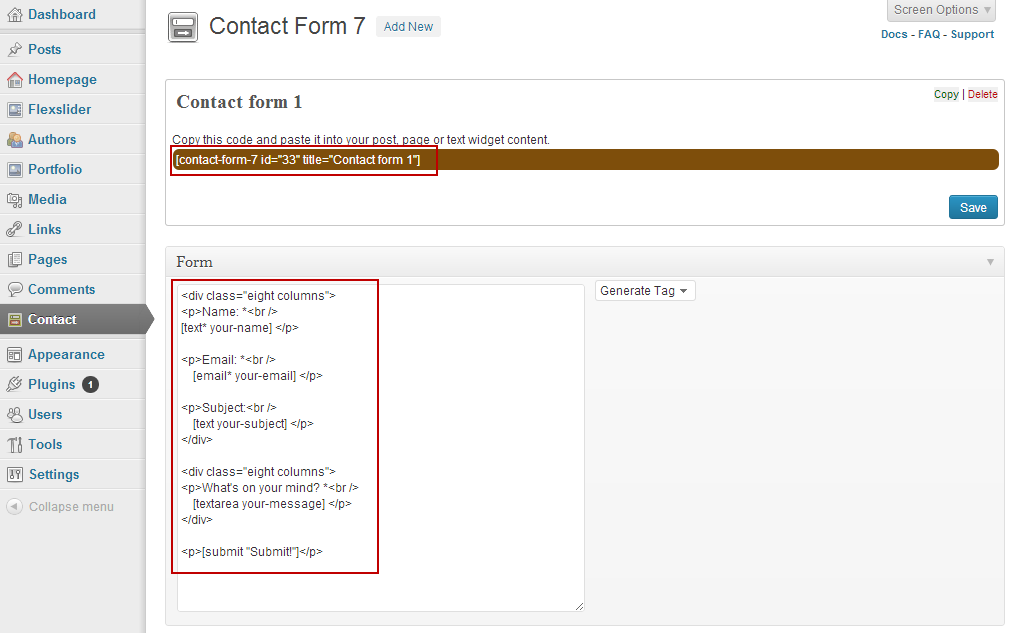 Dashboard
Posts
Homepage
Flexslider
Authors
Portfolio
Media
Links
Pages
Comments
Contact
Appearance
Plugins 1
Users
Tools
Settings
Collapse menu
Screen Options
Contact Form 7 Add New
Docs - FAQ - Support
Contact form 1
Copy | Delete
Copy this code and paste it into your post, page or text widget content.
[contact-form-7 id="33" title="Contact form 1"]
Save
Form
Generate Tag
<div class="eight columns">
<p>Name: *<br />
[text* your-name] </p>
<p>Email: *<br />
[email* your-email] </p>
<p>Subject:<br />
[text your-subject] </p>
</div>
<div class="eight columns">
<p>What's on your mind? *<br />
[textarea your-message] </p>
</div>
<p>[submit "Submit!"]</p>